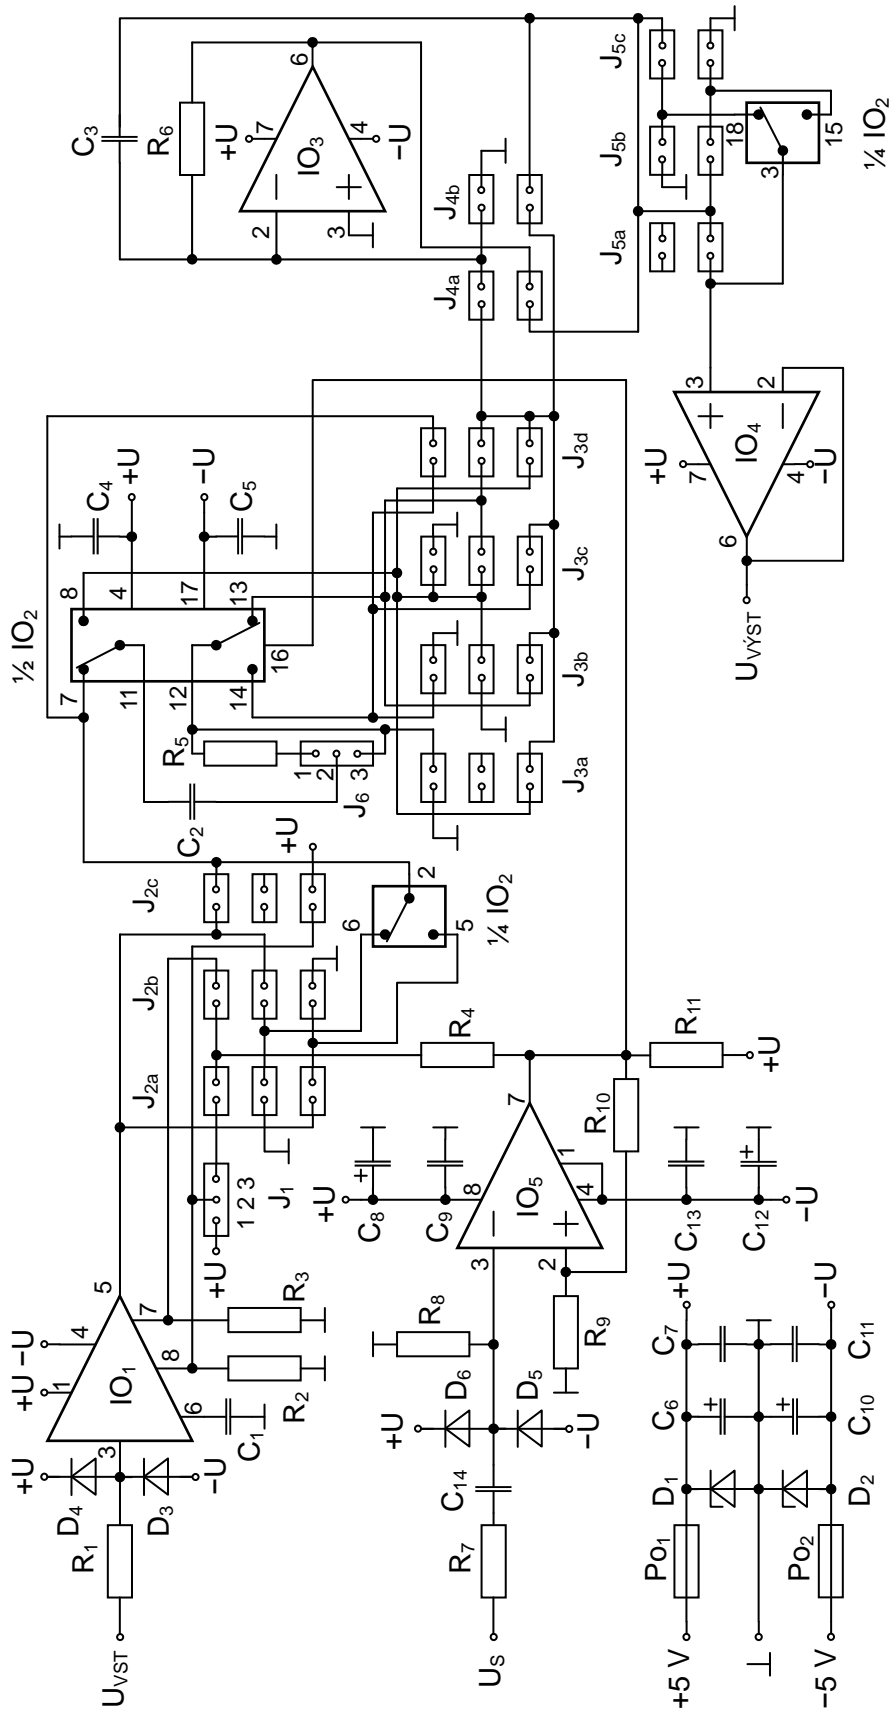 U_VST
R₁
D₄
+U
D₃
–U
3
IO₁
+U
1
–U
4
5
7
8
6
C₁
R₂
R₃
+U
1 2 3
J₁
J₂ₐ
J₂b
J₂c
+U
6
5
2
¼ IO₂
C₂
R₅
1
2
3
J₆
½ IO₂
7
11
12
14
8
4
17
13
16
C₄
+U
–U
C₅
J₃ₐ
J₃b
J₃c
J₃d
C₃
R₆
+U
7
IO₃
6
4
–U
2
3
J₄ₐ
J₄b
J₅ₐ
J₅b
J₅c
18
3
15
¼ IO₂
U_VÝST
6
IO₄
+U
7
4
–U
3
2
U_S
R₇
C₁₄
+U
D₆
D₅
–U
R₈
R₉
3
2
IO₅
8
7
1
4
+U
C₈
C₉
C₁₃
C₁₂
–U
R₄
R₁₀
R₁₁
+U
+5 V
⊥
–5 V
Po₁
Po₂
D₁
D₂
C₆
C₇
C₁₀
C₁₁
+U
–U